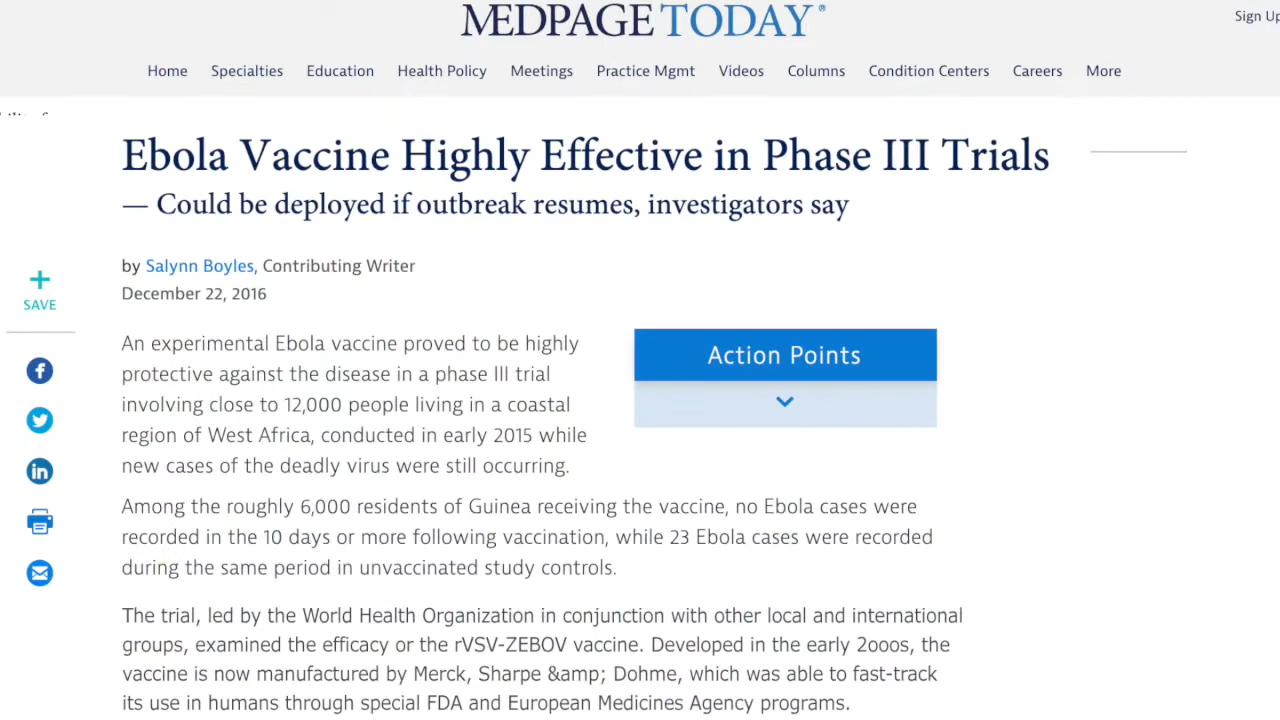 MEDPAGE TODAY®
Sign Up
Home Specialties Education Health Policy Meetings Practice Mgmt Videos Columns Condition Centers Careers More
Ebola Vaccine Highly Effective in Phase III Trials
— Could be deployed if outbreak resumes, investigators say
by Salynn Boyles, Contributing Writer
December 22, 2016
SAVE
An experimental Ebola vaccine proved to be highly
protective against the disease in a phase III trial
involving close to 12,000 people living in a coastal
region of West Africa, conducted in early 2015 while
new cases of the deadly virus were still occurring.
Action Points
Among the roughly 6,000 residents of Guinea receiving the vaccine, no Ebola cases were
recorded in the 10 days or more following vaccination, while 23 Ebola cases were recorded
during the same period in unvaccinated study controls.
The trial, led by the World Health Organization in conjunction with other local and international
groups, examined the efficacy or the rVSV-ZEBOV vaccine. Developed in the early 2ooos, the
vaccine is now manufactured by Merck, Sharpe &amp; Dohme, which was able to fast-track
its use in humans through special FDA and European Medicines Agency programs.